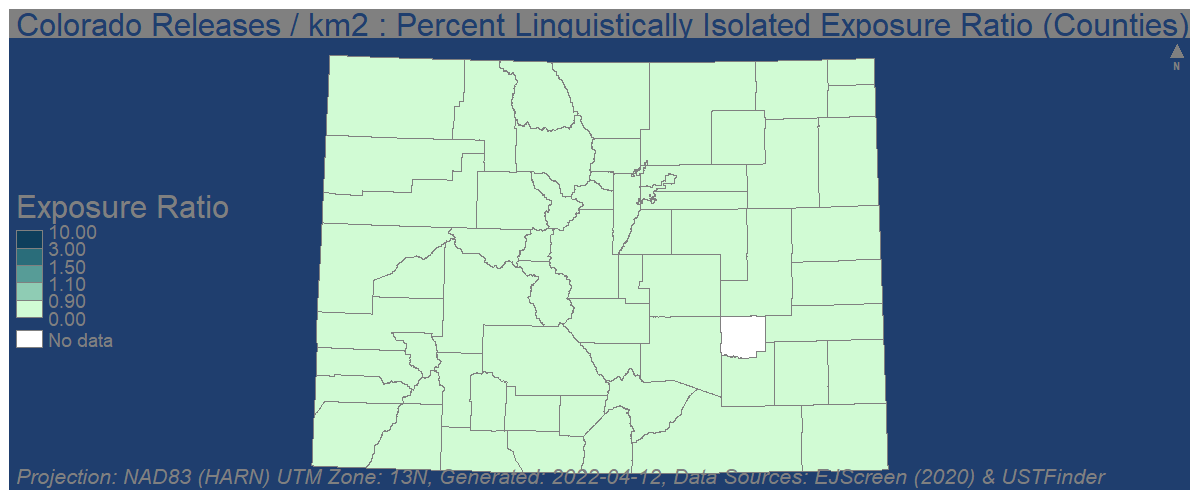 Colorado Releases / km2 : Percent Linguistically Isolated Exposure Ratio (Counties)
N
Exposure Ratio
10.00
3.00
1.50
1.10
0.90
0.00
No data
Projection: NAD83 (HARN) UTM Zone: 13N, Generated: 2022-04-12, Data Sources: EJScreen (2020) & USTFinder